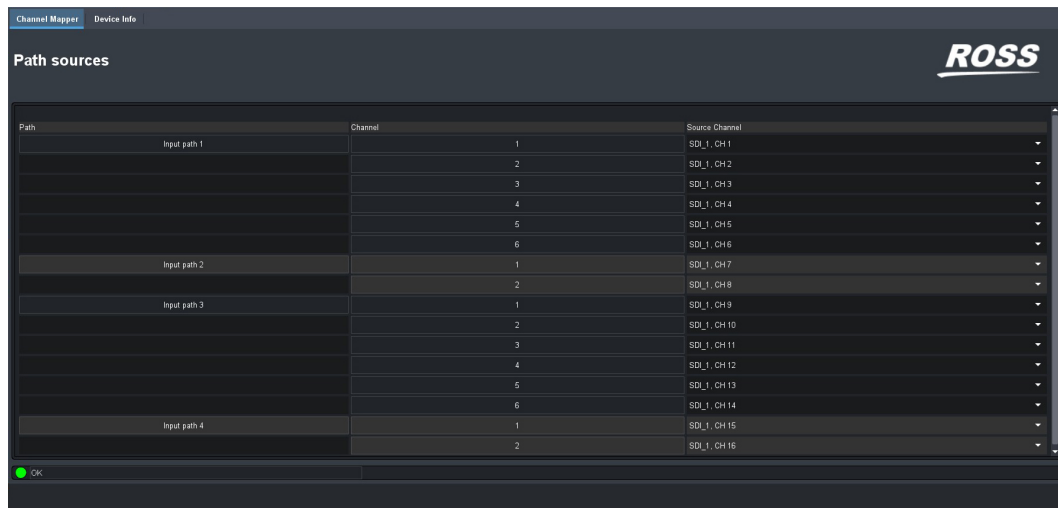 Channel Mapper Device Info
Path sources
ROSS
Path Channel Source Channel
Input path 1 1 SDI_1, CH 1
2 SDI_1, CH 2
3 SDI_1, CH 3
4 SDI_1, CH 4
5 SDI_1, CH 5
6 SDI_1, CH 6
Input path 2 1 SDI_1, CH 7
2 SDI_1, CH 8
Input path 3 1 SDI_1, CH 9
2 SDI_1, CH 10
3 SDI_1, CH 11
4 SDI_1, CH 12
5 SDI_1, CH 13
6 SDI_1, CH 14
Input path 4 1 SDI_1, CH 15
2 SDI_1, CH 16
OK